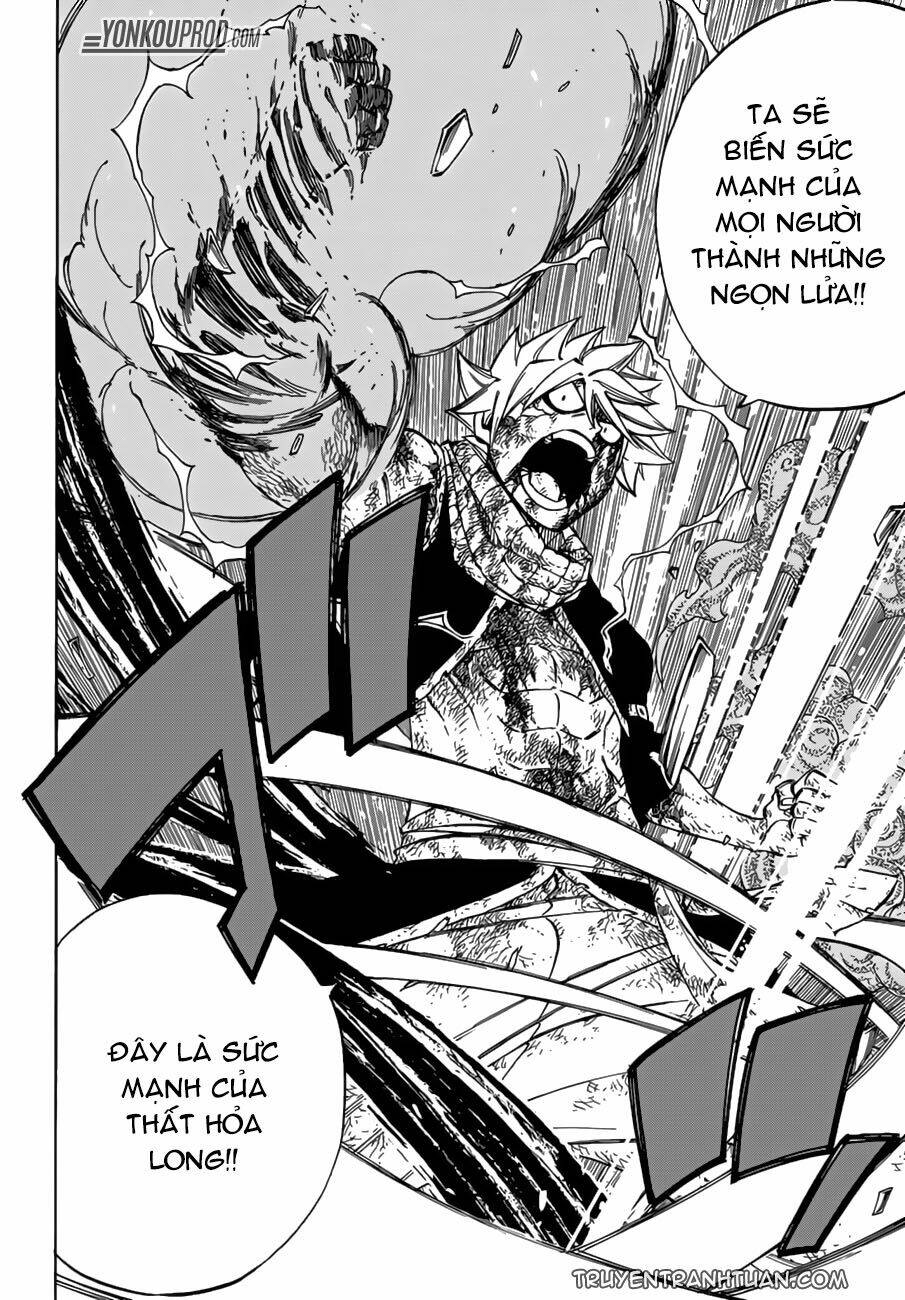 YONKOUPROD.COM
TA SẼ
BIẾN SỨC
MẠNH CỦA
MỌI NGƯỜI
THÀNH NHỮNG
NGỌN LỬA!!
ĐÂY LÀ SỨC
MẠNH CỦA
THẤT HỎA
LONG!!
TRUYENTRANHTUAN.COM